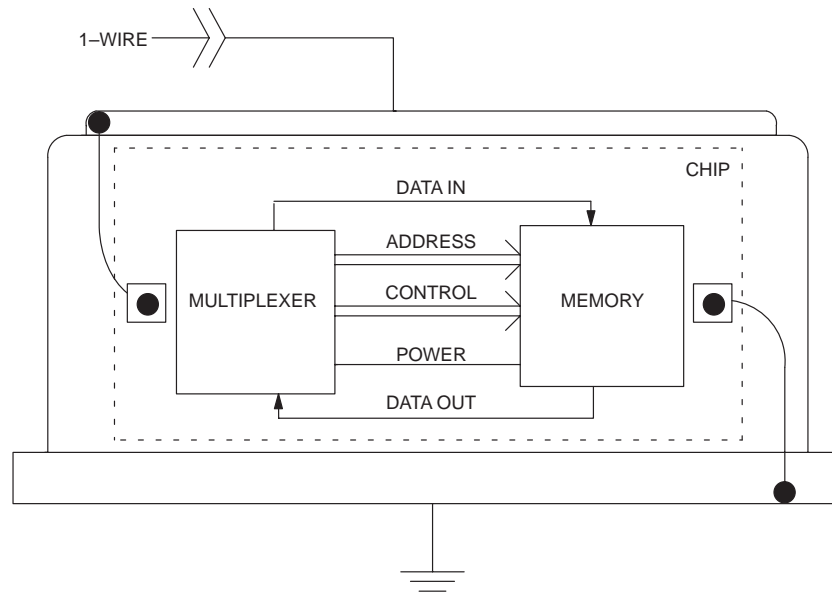 1–WIRE
CHIP
DATA IN
ADDRESS
MULTIPLEXER
CONTROL
MEMORY
POWER
DATA OUT